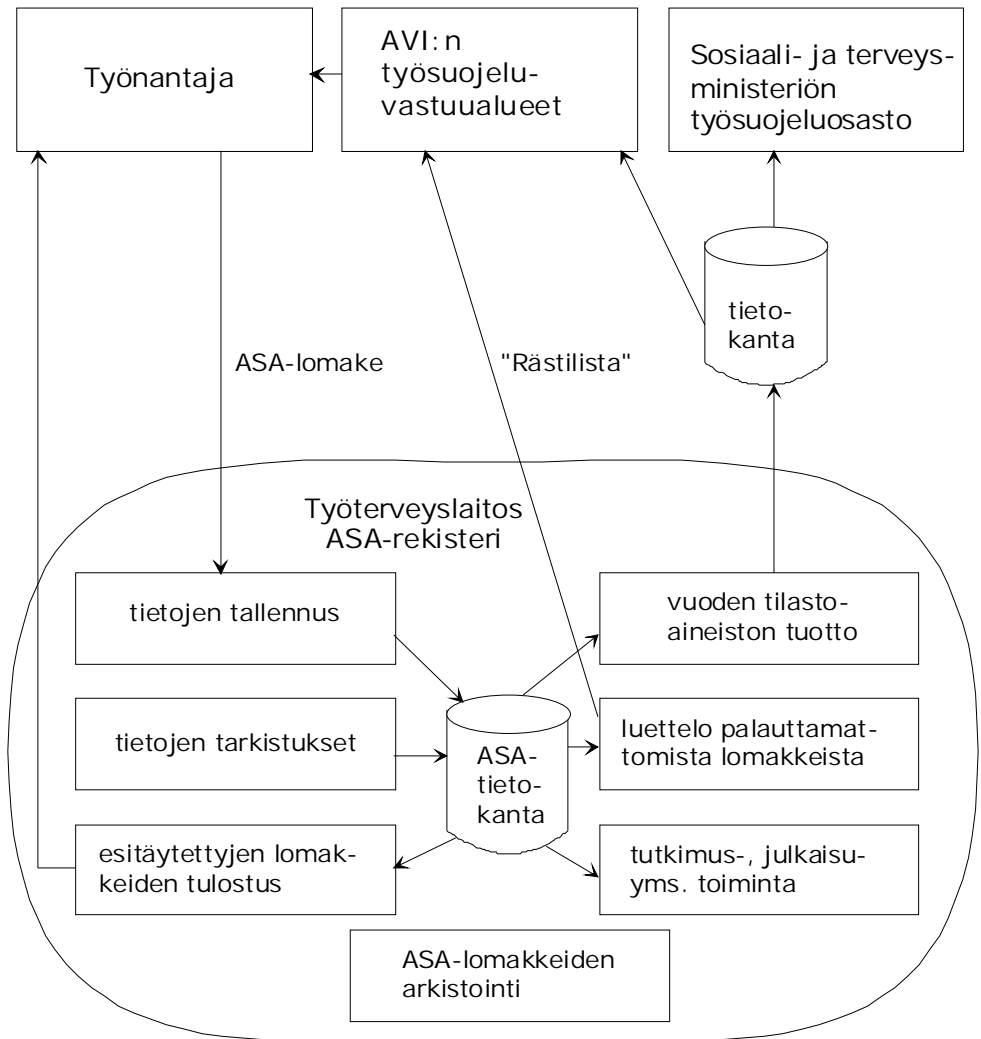 Työnantaja
AVI:n
työsuojelu-
vastuualueet
Sosiaali- ja terveys-
ministeriön
työsuojeluosasto
tieto-
kanta
ASA-lomake
"Rästilista"
Työterveyslaitos
ASA-rekisteri
tietojen tallennus
vuoden tilasto-
aineiston tuotto
tietojen tarkistukset
ASA-
tieto-
kanta
luettelo palauttamat-
tomista lomakkeista
esitäytettyjen lomak-
keiden tulostus
tutkimus-, julkaisu-
yms. toiminta
ASA-lomakkeiden
arkistointi